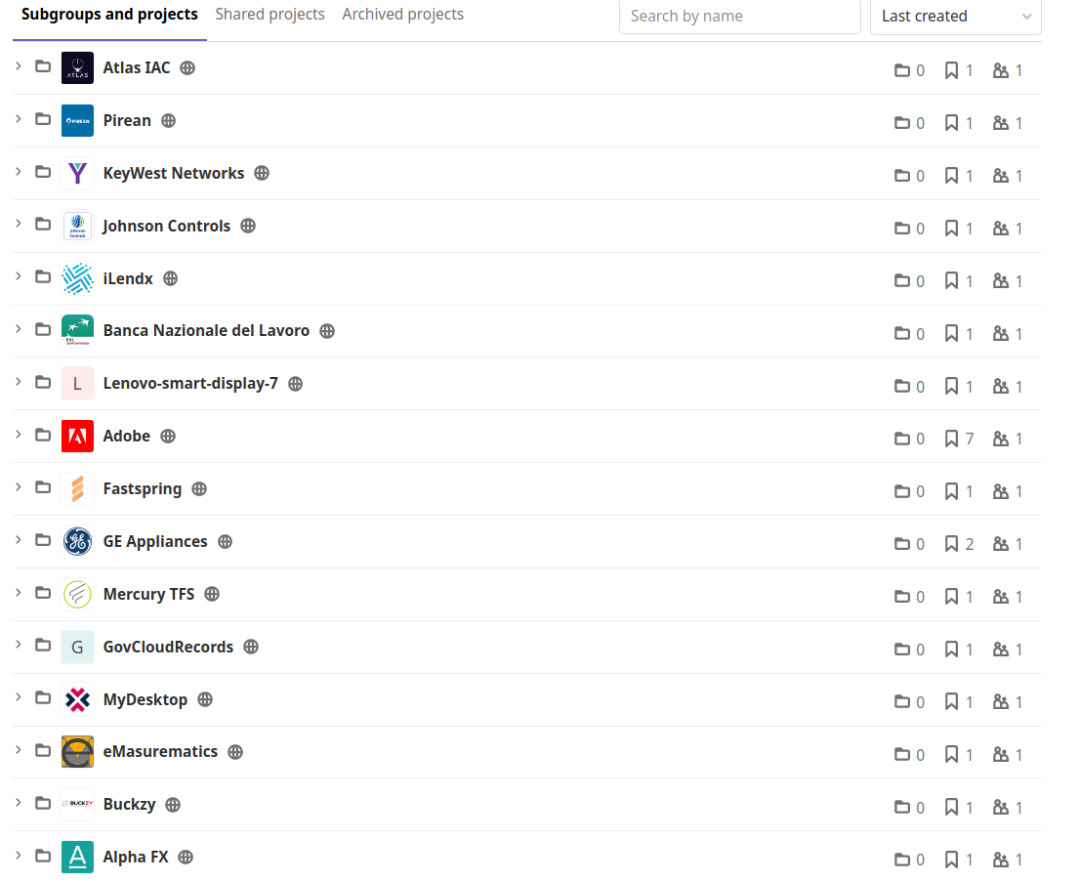 Subgroups and projects Shared projects Archived projects Search by name Last created
ATLAS Atlas IAC 0 1 1
PIREAN Pirean 0 1 1
Y KeyWest Networks 0 1 1
Johnson Controls Johnson Controls 0 1 1
iLendx 0 1 1
BNL Banca Nazionale del Lavoro 0 1 1
L Lenovo-smart-display-7 0 1 1
Adobe 0 7 1
Fastspring 0 1 1
GE Appliances 0 2 1
Mercury TFS 0 1 1
G GovCloudRecords 0 1 1
MyDesktop 0 1 1
eMasurematics 0 1 1
BUCKZY Buckzy 0 1 1
A Alpha FX 0 1 1